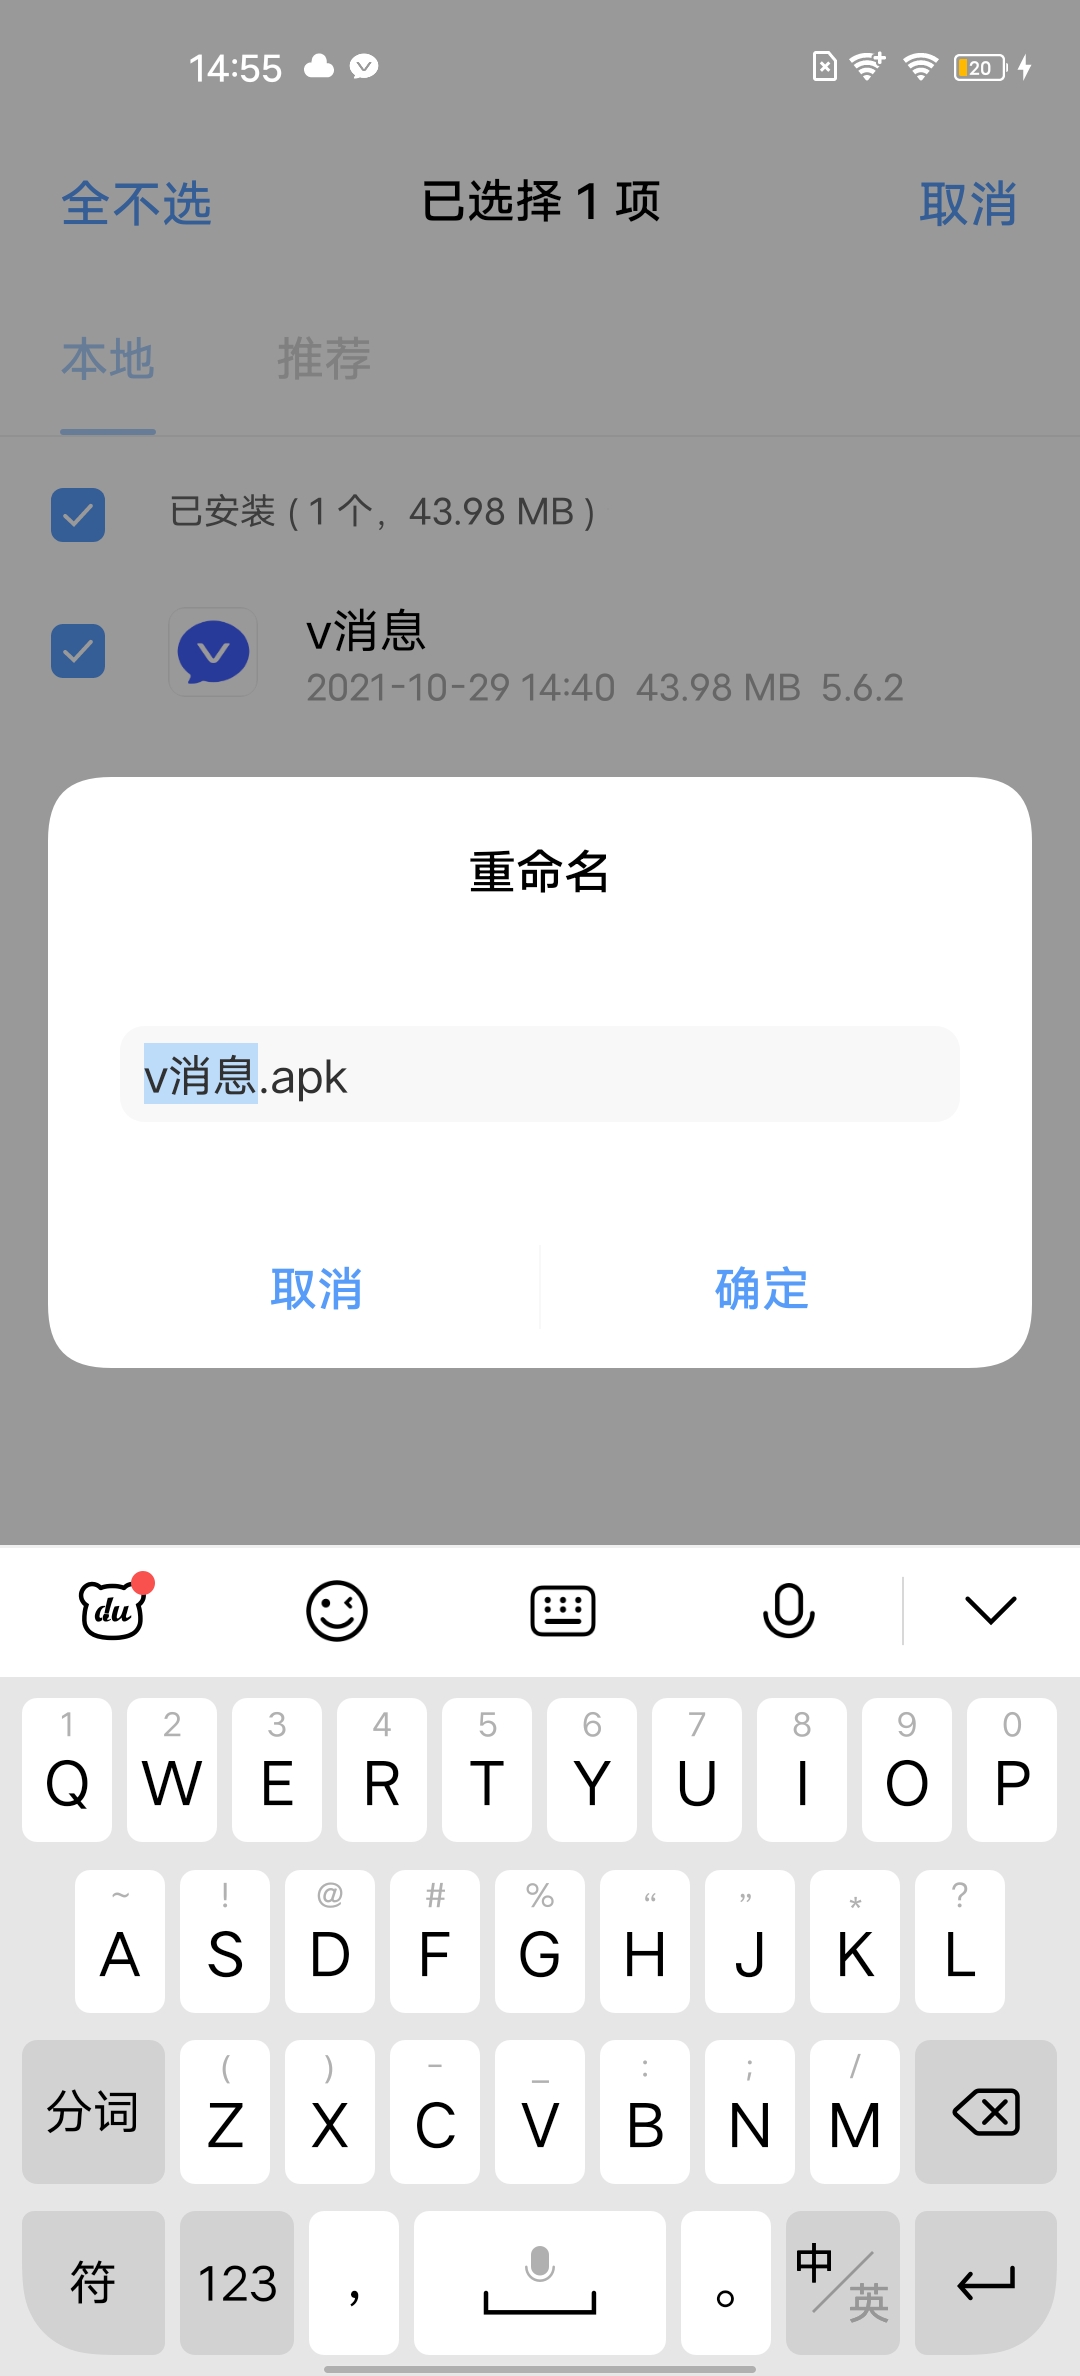 14:55
20
全不选 已选择 1 项 取消
本地 推荐
已安装 ( 1 个，43.98 MB )
v消息
2021-10-29 14:40 43.98 MB 5.6.2
重命名
v消息.apk
取消 确定
du
1 2 3 4 5 6 7 8 9 0
Q W E R T Y U I O P
~ ! @ # % “ ” * ?
A S D F G H J K L
( ) - _ : ; /
分词 Z X C V B N M
符 123 ， 。 中/英